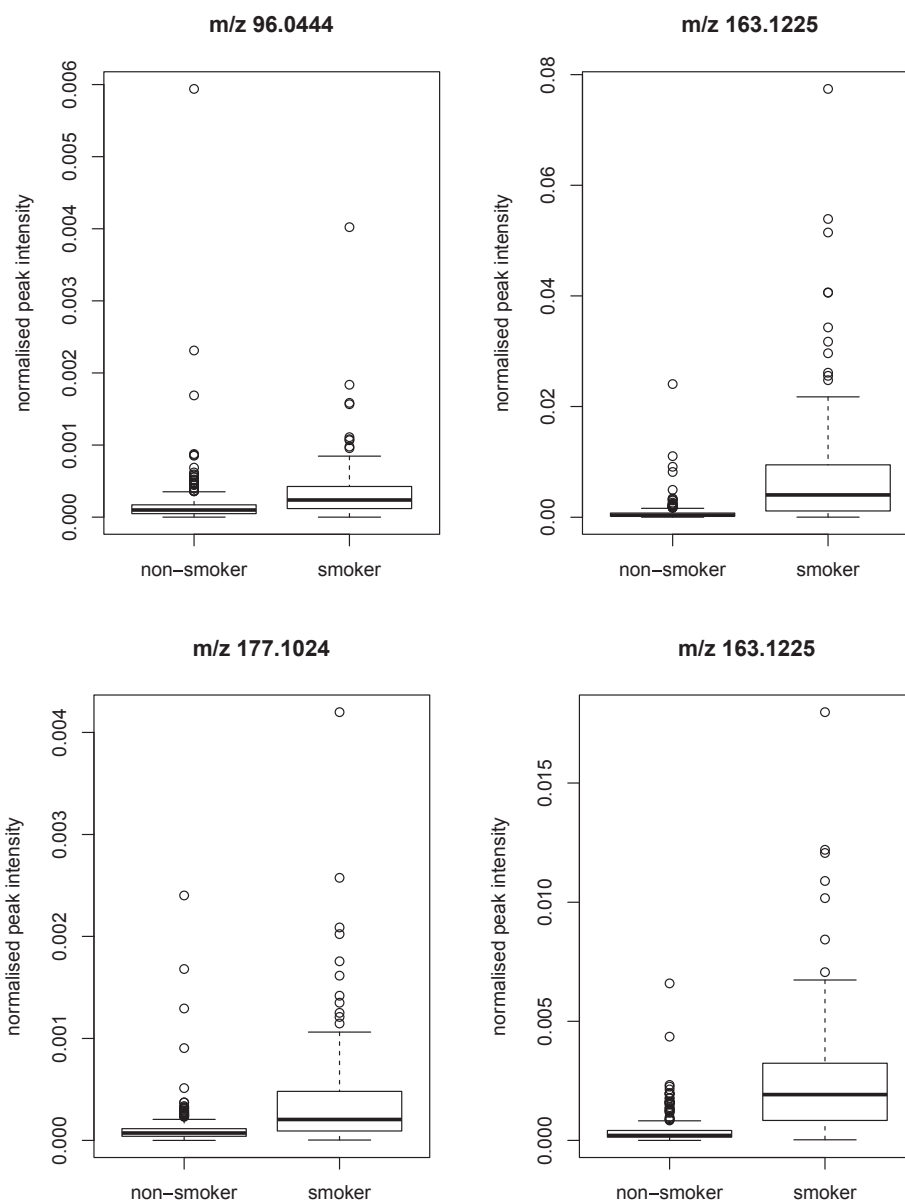 m/z 96.0444
normalised peak intensity
0.006
0.005
0.004
0.003
0.002
0.001
0.000
non−smoker
smoker
m/z 163.1225
normalised peak intensity
0.08
0.06
0.04
0.02
0.00
non−smoker
smoker
m/z 177.1024
normalised peak intensity
0.004
0.003
0.002
0.001
0.000
non−smoker
smoker
m/z 163.1225
normalised peak intensity
0.015
0.010
0.005
0.000
non−smoker
smoker